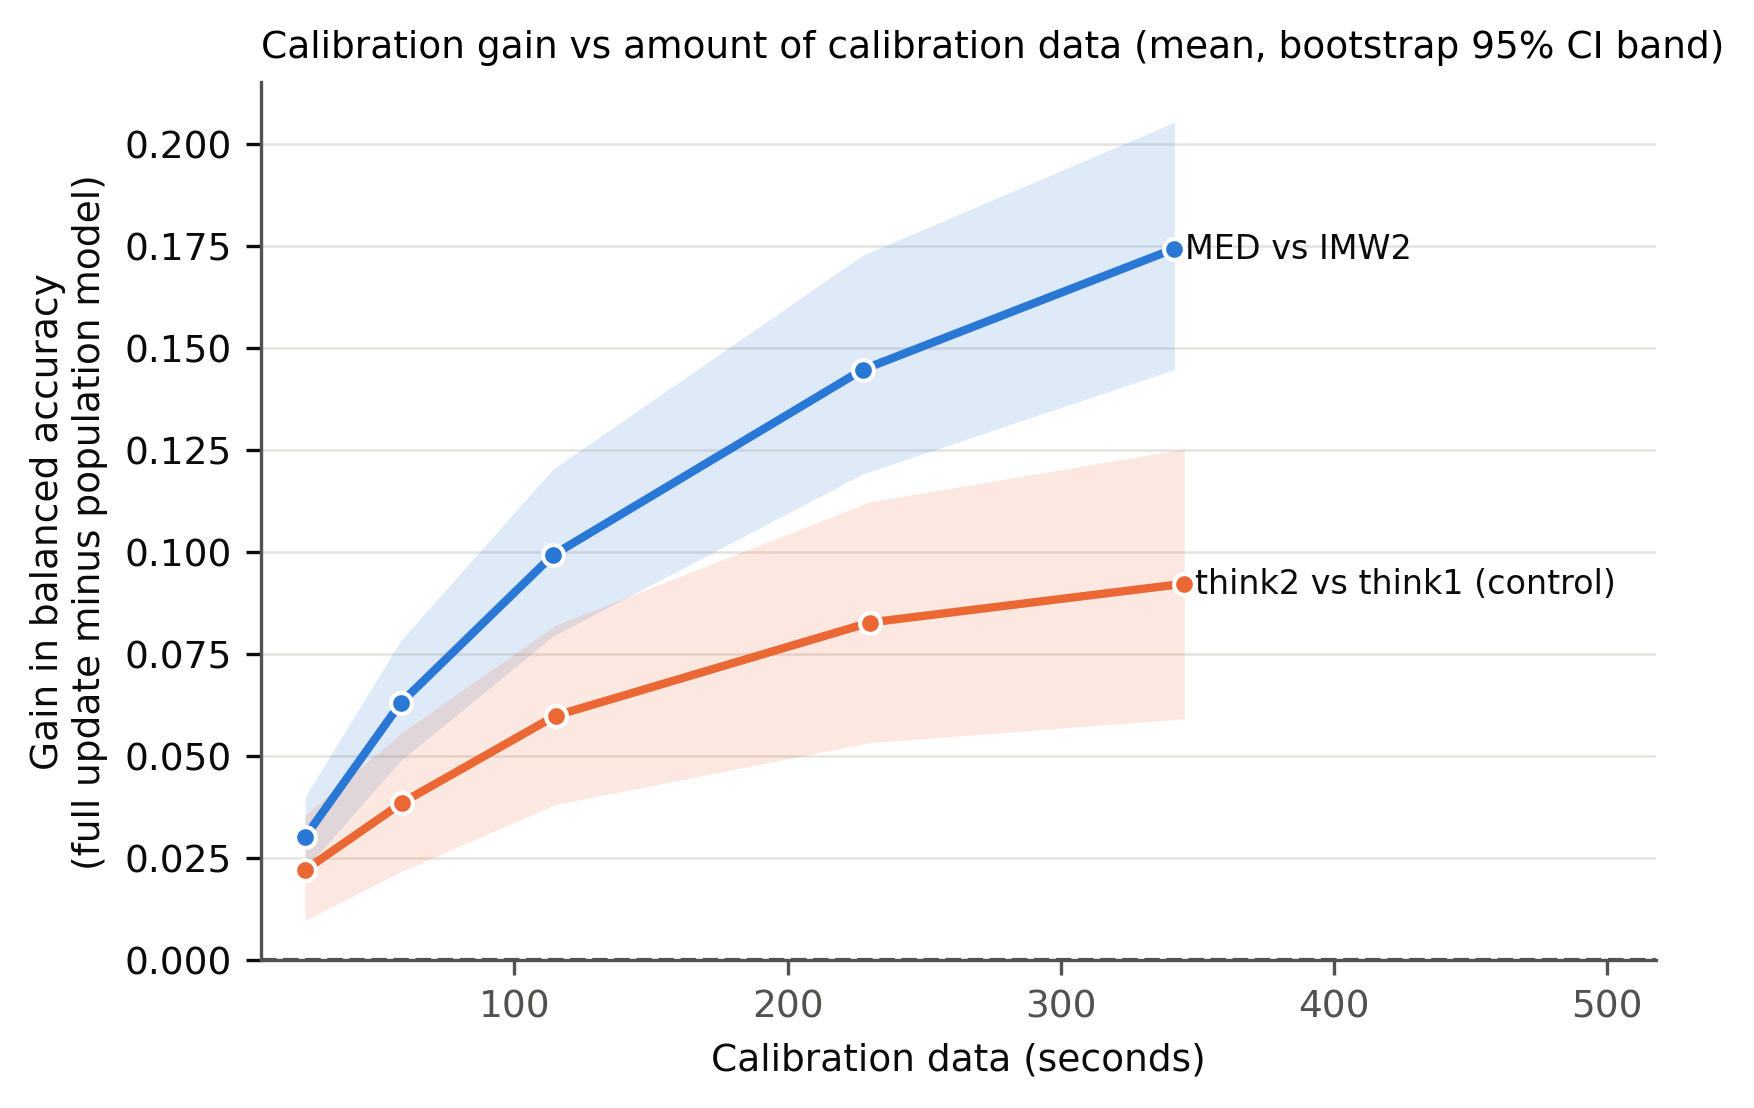 Calibration gain vs amount of calibration data (mean, bootstrap 95% CI band)
Gain in balanced accuracy
(full update minus population model)
0.200
0.175
0.150
0.125
0.100
0.075
0.050
0.025
0.000
MED vs IMW2
think2 vs think1 (control)
100
200
300
400
500
Calibration data (seconds)